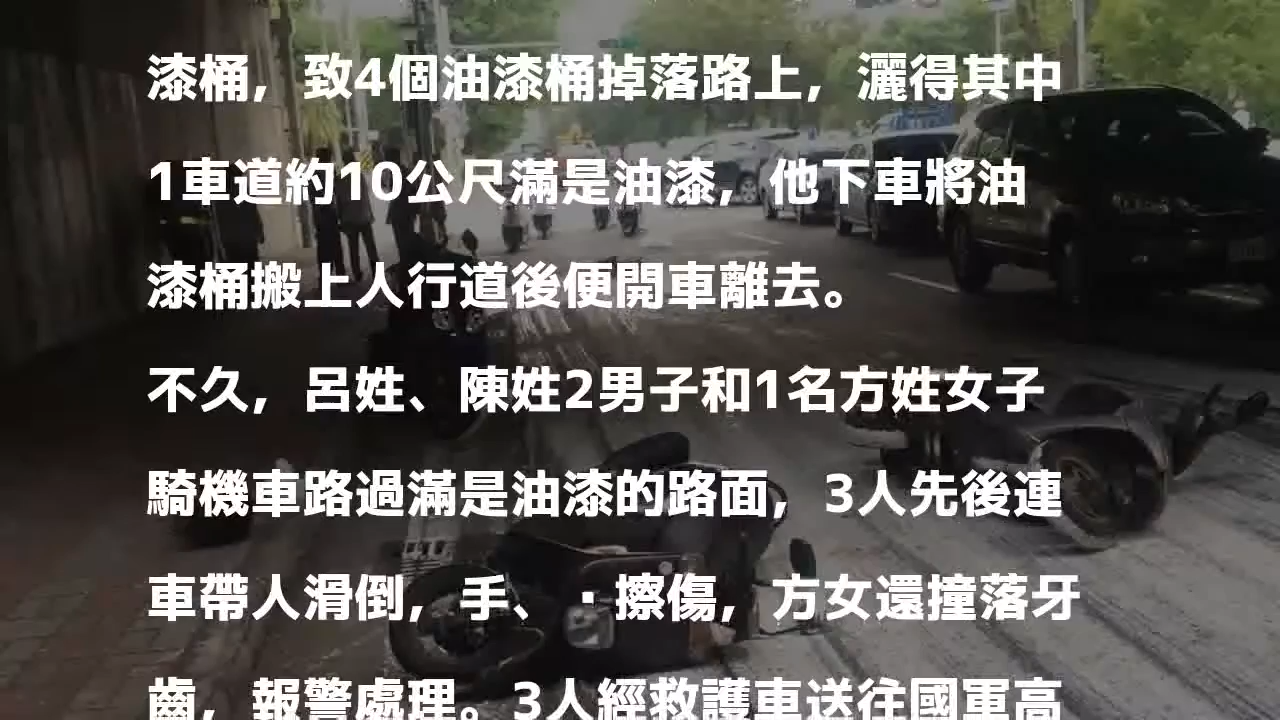 漆桶，致4個油漆桶掉落路上，灑得其中
1車道約10公尺滿是油漆，他下車將油
漆桶搬上人行道後便開車離去。
不久，呂姓、陳姓2男子和1名方姓女子
騎機車路過滿是油漆的路面，3人先後連
車帶人滑倒，手、·擦傷，方女還撞落牙
齒，報警處理。3人經救護車送往國軍高